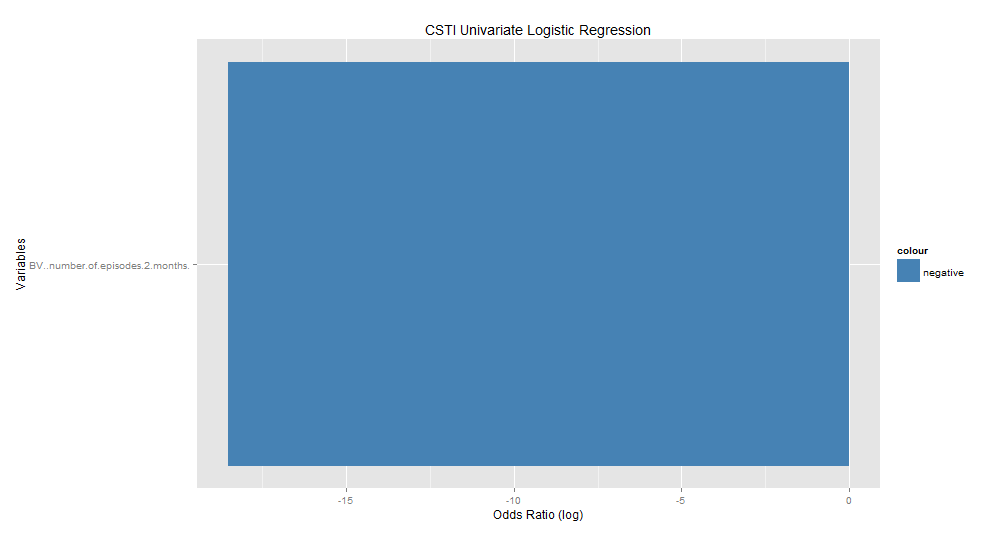 CSTI Univariate Logistic Regression
Variables
BV..number.of.episodes.2.months.
-15
-10
-5
0
Odds Ratio (log)
colour
negative